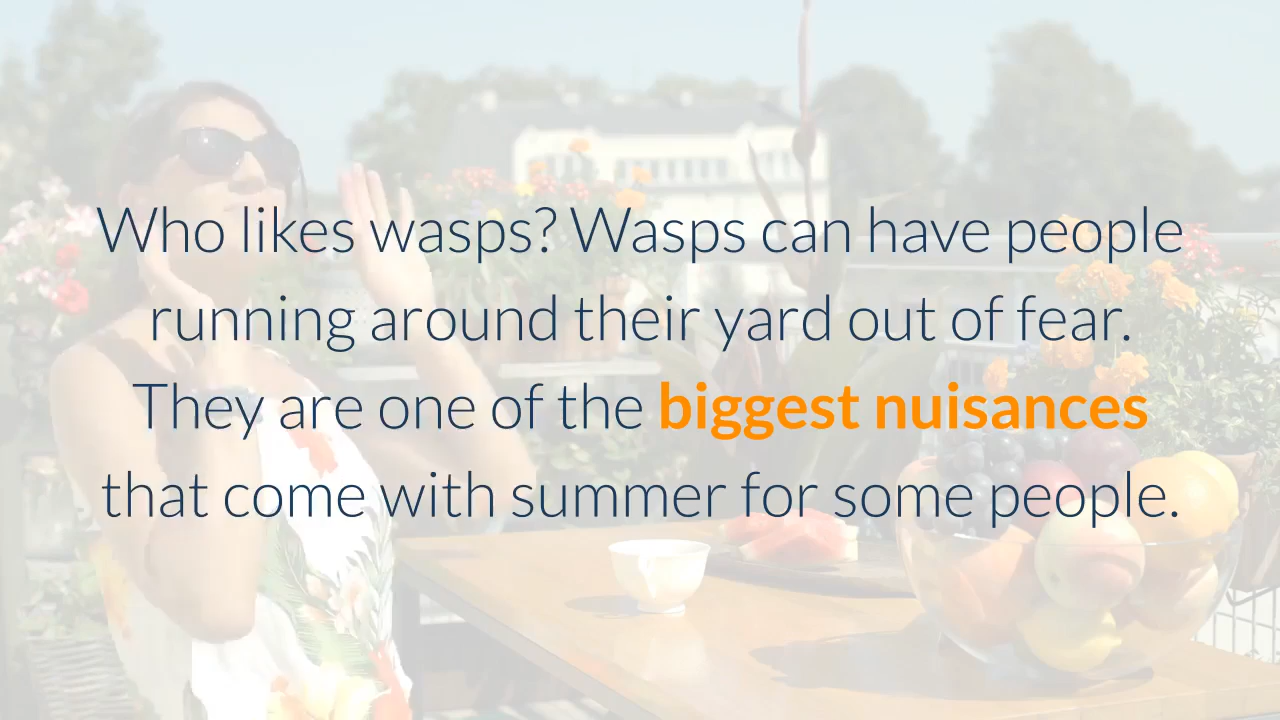 Who likes wasps? Wasps can have people
running around their yard out of fear.
They are one of the biggest nuisances
that come with summer for some people.